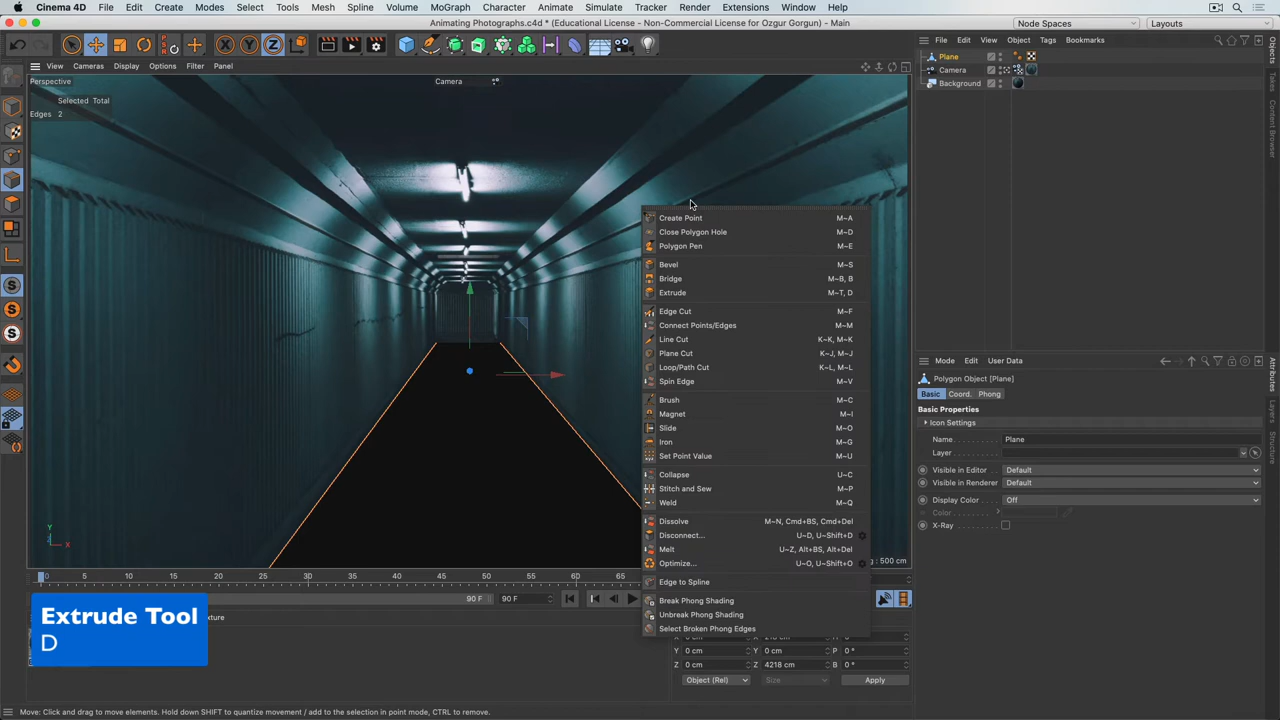 Cinema 4D File Edit Create Modes Select Tools Mesh Spline Volume MoGraph Character Animate Simulate Tracker Render Extensions Window Help
Animating Photographs.c4d * (Educational License - Non-Commercial License for Ozgur Gorgun) - Main
Node Spaces Layouts
View Cameras Display Options Filter Panel
File Edit View Object Tags Bookmarks
Perspective
Camera
Selected Total
Edges 2
Plane
Camera
Background
Objects
Takes
Content Browser
Create Point M~A
Close Polygon Hole M~D
Polygon Pen M~E
Bevel M~S
Bridge M~B, B
Extrude M~T, D
Edge Cut M~F
Connect Points/Edges M~M
Line Cut K~K, M~K
Plane Cut K~J, M~J
Loop/Path Cut K~L, M~L
Spin Edge M~V
Brush M~C
Magnet M~I
Slide M~O
Iron M~G
Set Point Value M~U
Collapse U~C
Stitch and Sew M~P
Weld M~Q
Dissolve M~N, Cmd+BS, Cmd+Del
Disconnect... U~D, U~Shift+D
Melt U~Z, Alt+BS, Alt+Del
Optimize... U~O, U~Shift+O
Edge to Spline
Break Phong Shading
Unbreak Phong Shading
Select Broken Phong Edges
Mode Edit User Data
Polygon Object [Plane]
Basic Coord. Phong
Basic Properties
Icon Settings
Name Plane
Layer
Visible in Editor Default
Visible in Renderer Default
Display Color Off
Color
X-Ray
Attributes
Layers
Structure
Y
Z X
: 500 cm
0 5 10 15 20 25 30 35 40 45 50 55 60 65
90 F 90 F
Extrude Tool
D
Y 0 cm Y 0 cm P 0 °
Z 0 cm Z 4218 cm B 0 °
Object (Rel) Size Apply
Move: Click and drag to move elements. Hold down SHIFT to quantize movement / add to the selection in point mode, CTRL to remove.